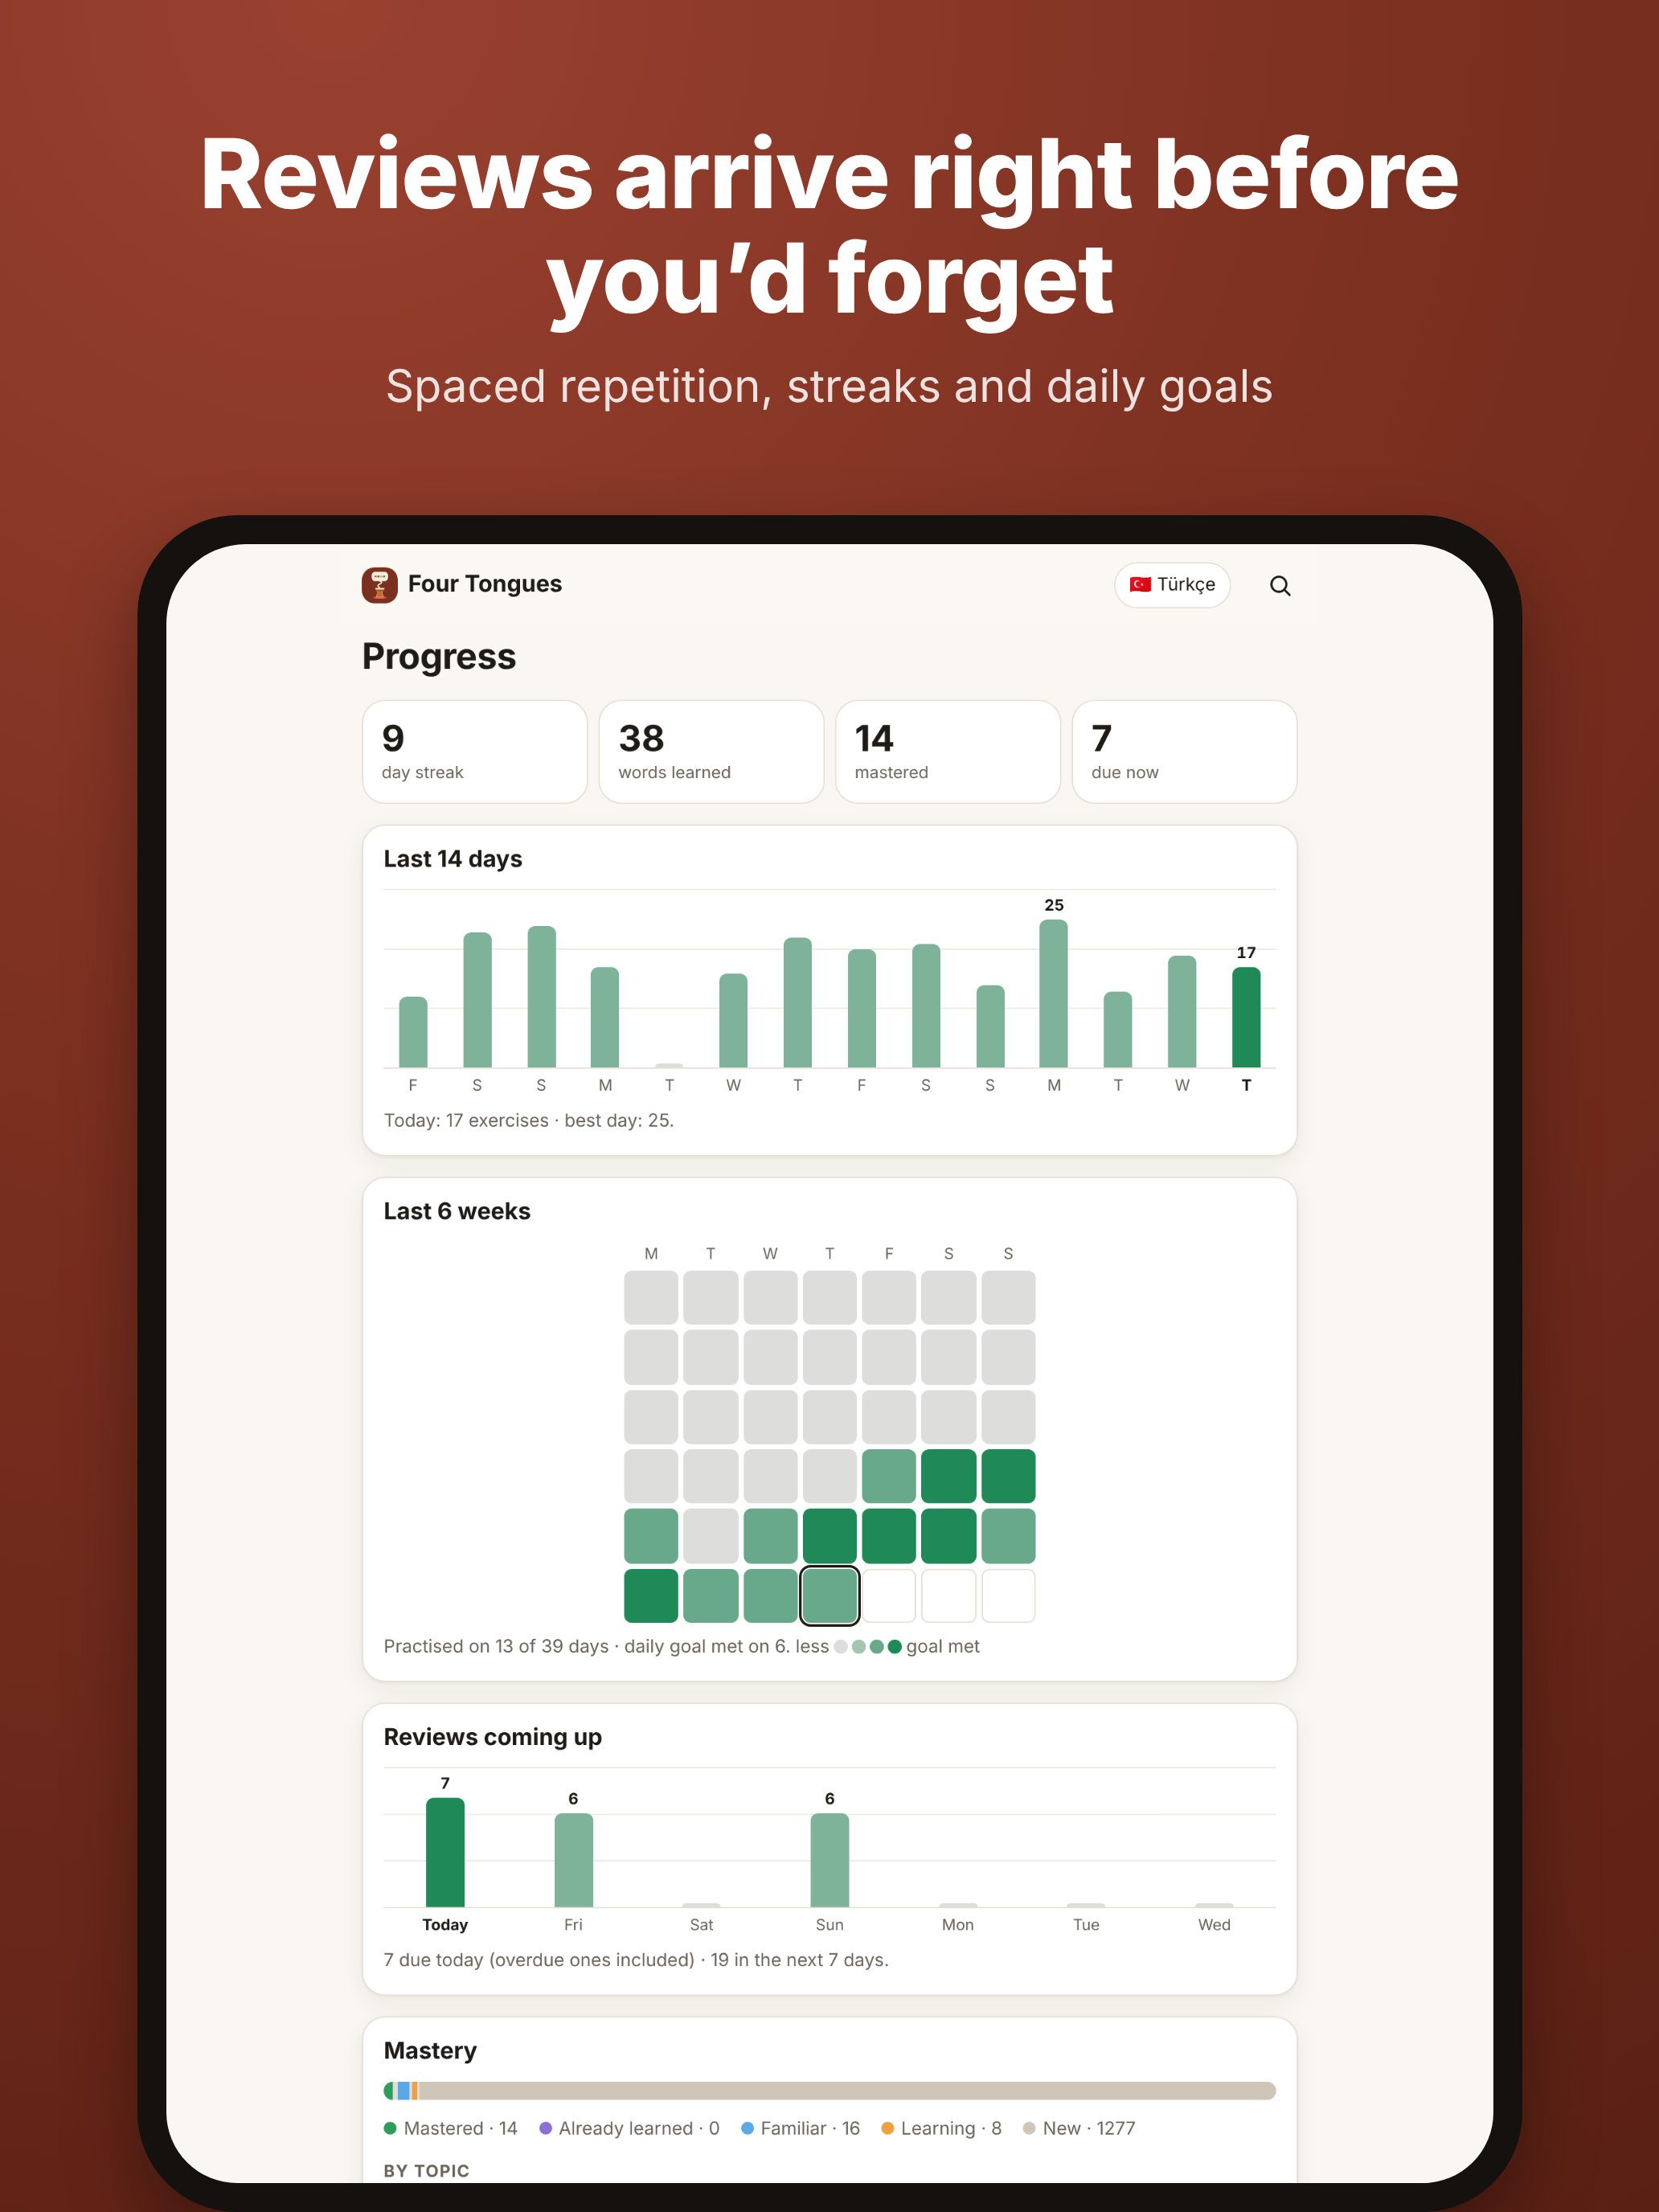 Reviews arrive right before
you’d forget
Spaced repetition, streaks and daily goals
Four Tongues
Türkçe
Progress
9
day streak
38
words learned
14
mastered
7
due now
Last 14 days
25
17
F S S M T W T F S S M T W T
Today: 17 exercises · best day: 25.
Last 6 weeks
M T W T F S S
Practised on 13 of 39 days · daily goal met on 6. less goal met
Reviews coming up
7 6 6
Today Fri Sat Sun Mon Tue Wed
7 due today (overdue ones included) · 19 in the next 7 days.
Mastery
Mastered · 14 Already learned · 0 Familiar · 16 Learning · 8 New · 1277
BY TOPIC